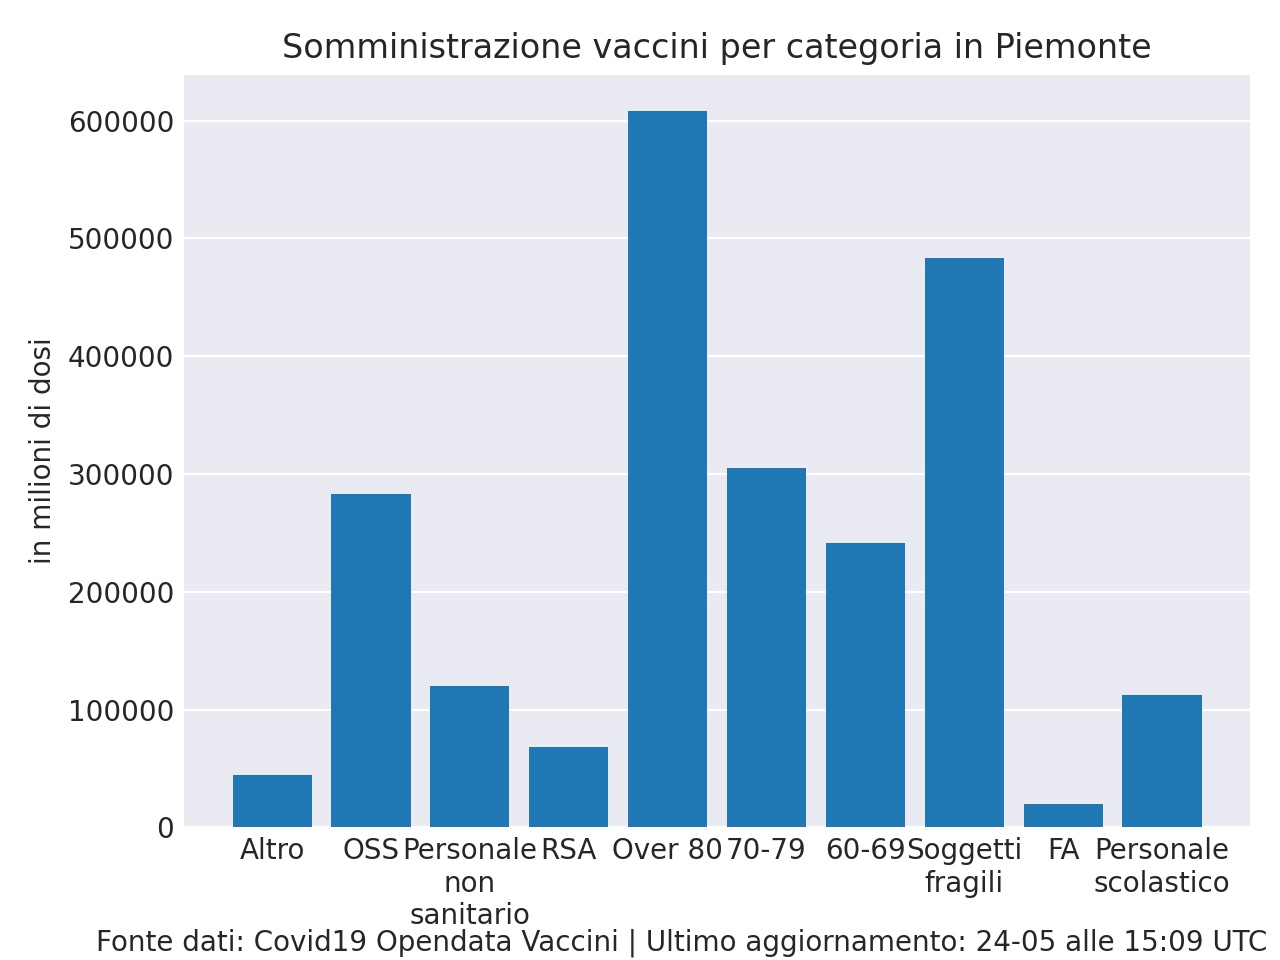 Somministrazione vaccini per categoria in Piemonte
600000
500000
400000
300000
200000
100000
0
in milioni di dosi
Altro
OSS
Personale
non
sanitario
RSA
Over 80
70-79
60-69
Soggetti
fragili
FA
Personale
scolastico
Fonte dati: Covid19 Opendata Vaccini | Ultimo aggiornamento: 24-05 alle 15:09 UTC